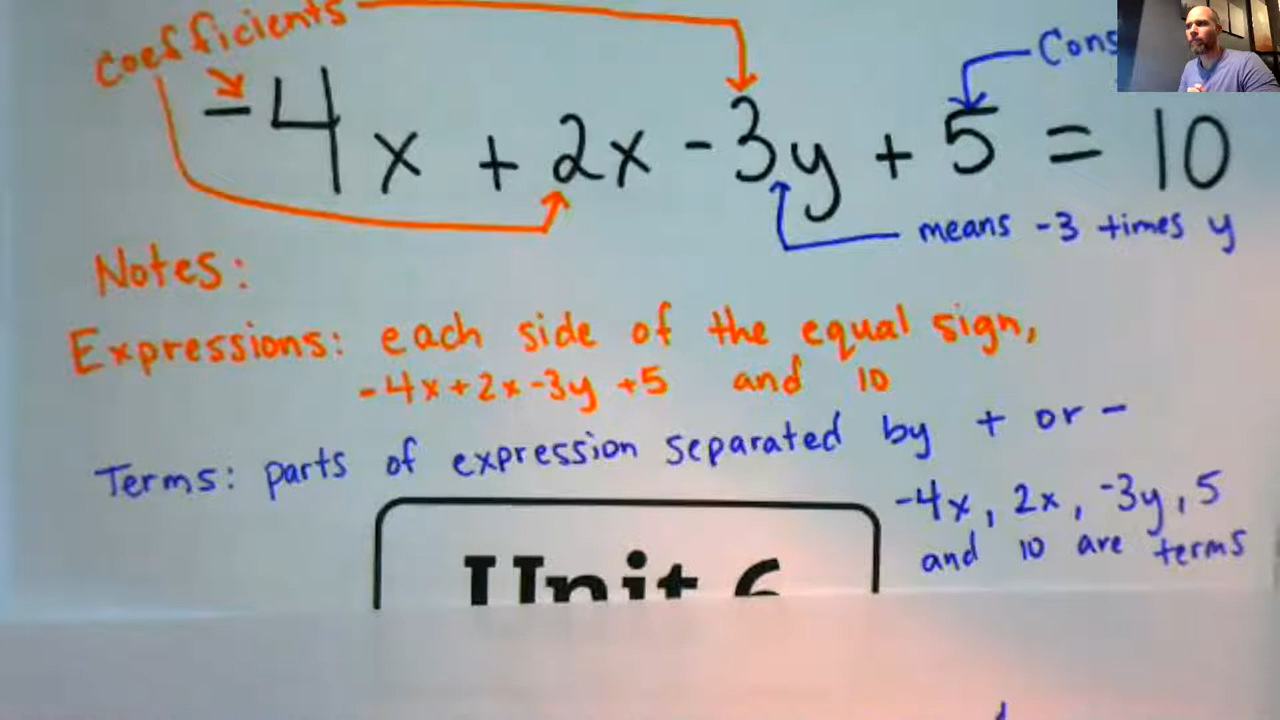 Coefficients
Cons
-4x + 2x - 3y + 5 = 10
means -3 times y
Notes:
Expressions: each side of the equal sign,
-4x+2x-3y +5 and 10
Terms: parts of expression separated by + or -
-4x, 2x, -3y, 5
and 10 are terms
Unit 6